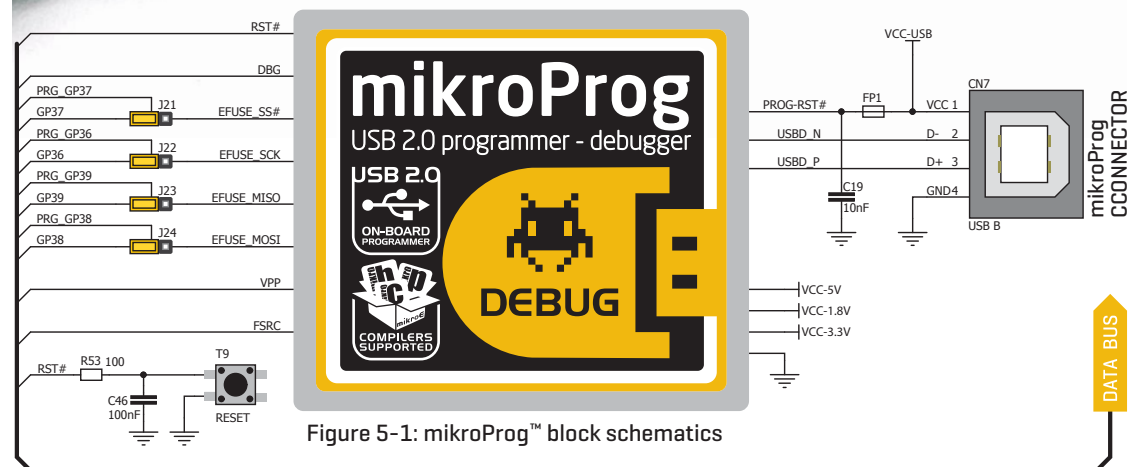 RST#
DBG
PRG_GP37
J21
GP37
EFUSE_SS#
PRG_GP36
J22
GP36
EFUSE_SCK
PRG_GP39
J23
GP39
EFUSE_MISO
PRG_GP38
J24
GP38
EFUSE_MOSI
VPP
FSRC
RST#
R53 100
T9
C46
100nF
RESET
mikroProg
USB 2.0 programmer - debugger
USB 2.0
ON-BOARD
PROGRAMMER
h c p
mikroE
COMPILERS
SUPPORTED
DEBUG
VCC-USB
PROG-RST#
FP1
VCC 1
CN7
USBD_N
D- 2
USBD_P
D+ 3
C19
10nF
GND4
USB B
mikroProg
CCONNECTOR
VCC-5V
VCC-1.8V
VCC-3.3V
DATA BUS
Figure 5-1: mikroProg™ block schematics